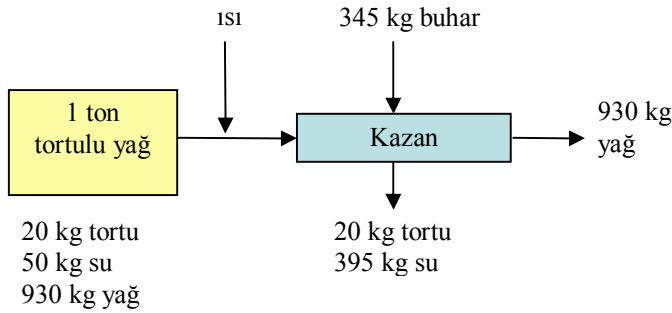 ısı
345 kg buhar
1 ton
tortulu yağ
Kazan
930 kg
yağ
20 kg tortu
50 kg su
930 kg yağ
20 kg tortu
395 kg su